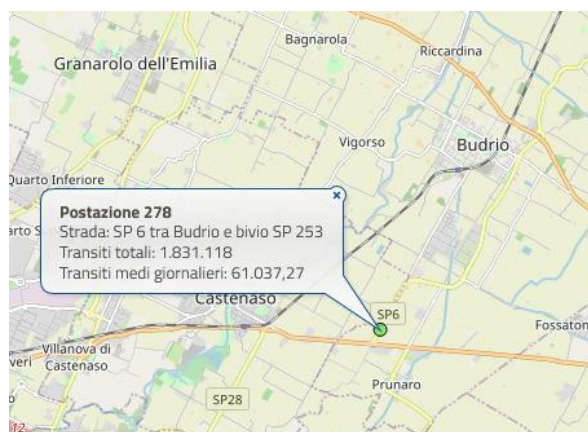 Bagnarola
Granarolo dell'Emilia
Riccardina
Vigorso
Budrio
Quarto Inferiore
Postazione 278
Strada: SP 6 tra Budrio e bivio SP 253
Transiti totali: 1.831.118
Transiti medi giornalieri: 61.037,27
Castenaso
SP6
Fossaton
Villanova di
Castenaso
veri
Prunaro
SP28
12